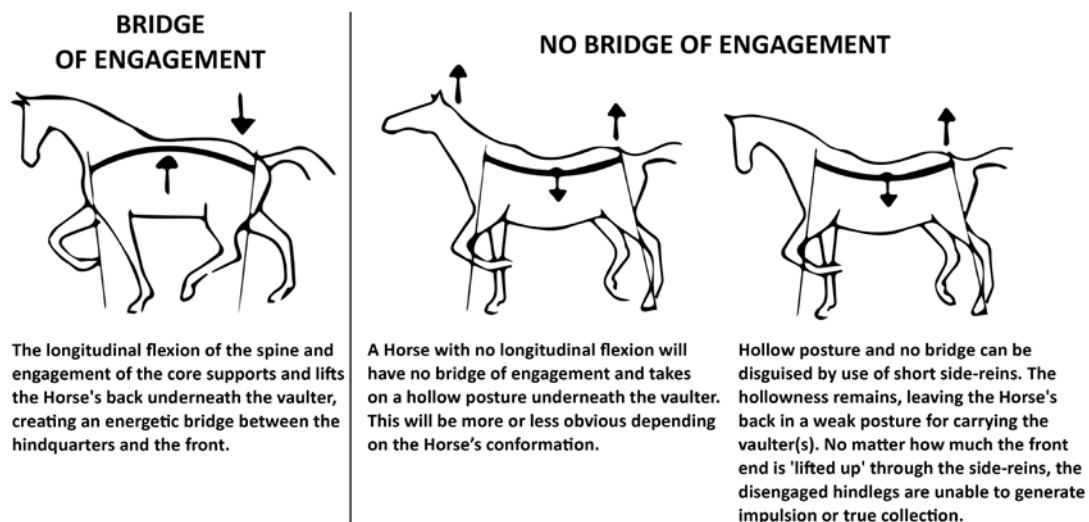 BRIDGE
OF ENGAGEMENT
The longitudinal flexion of the spine and
engagement of the core supports and lifts
the Horse's back underneath the vaulter,
creating an energetic bridge between the
hindquarters and the front.
NO BRIDGE OF ENGAGEMENT
A Horse with no longitudinal flexion will
have no bridge of engagement and takes
on a hollow posture underneath the vaulter.
This will be more or less obvious depending
on the Horse’s conformation.
Hollow posture and no bridge can be
disguised by use of short side-reins. The
hollowness remains, leaving the Horse's
back in a weak posture for carrying the
vaulter(s). No matter how much the front
end is 'lifted up' through the side-reins, the
disengaged hindlegs are unable to generate
impulsion or true collection.